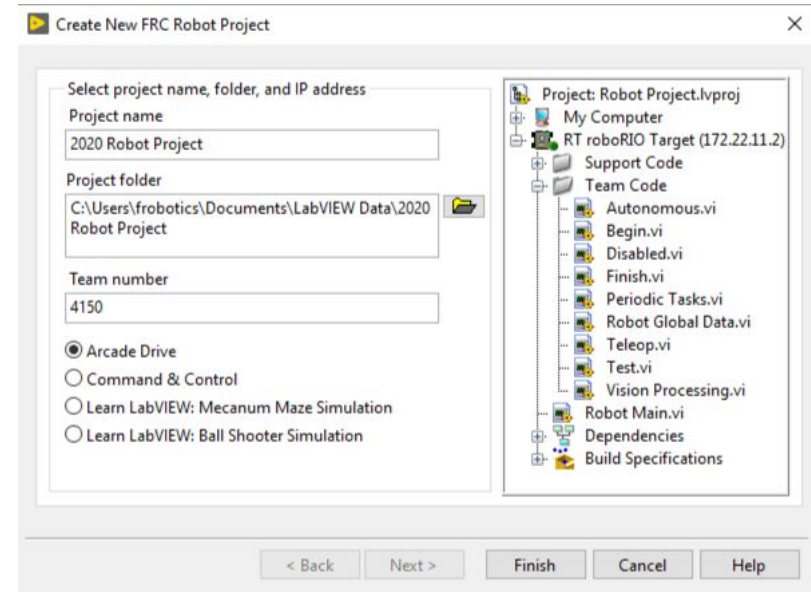 Create New FRC Robot Project
Select project name, folder, and IP address
Project name
2020 Robot Project
Project folder
C:\Users\frobotics\Documents\LabVIEW Data\2020
Robot Project
Team number
4150
Arcade Drive
Command & Control
Learn LabVIEW: Mecanum Maze Simulation
Learn LabVIEW: Ball Shooter Simulation
Project: Robot Project.lvproj
My Computer
RT roboRIO Target (172.22.11.2)
Support Code
Team Code
Autonomous.vi
Begin.vi
Disabled.vi
Finish.vi
Periodic Tasks.vi
Robot Global Data.vi
Teleop.vi
Test.vi
Vision Processing.vi
Robot Main.vi
Dependencies
Build Specifications
< Back Next > Finish Cancel Help